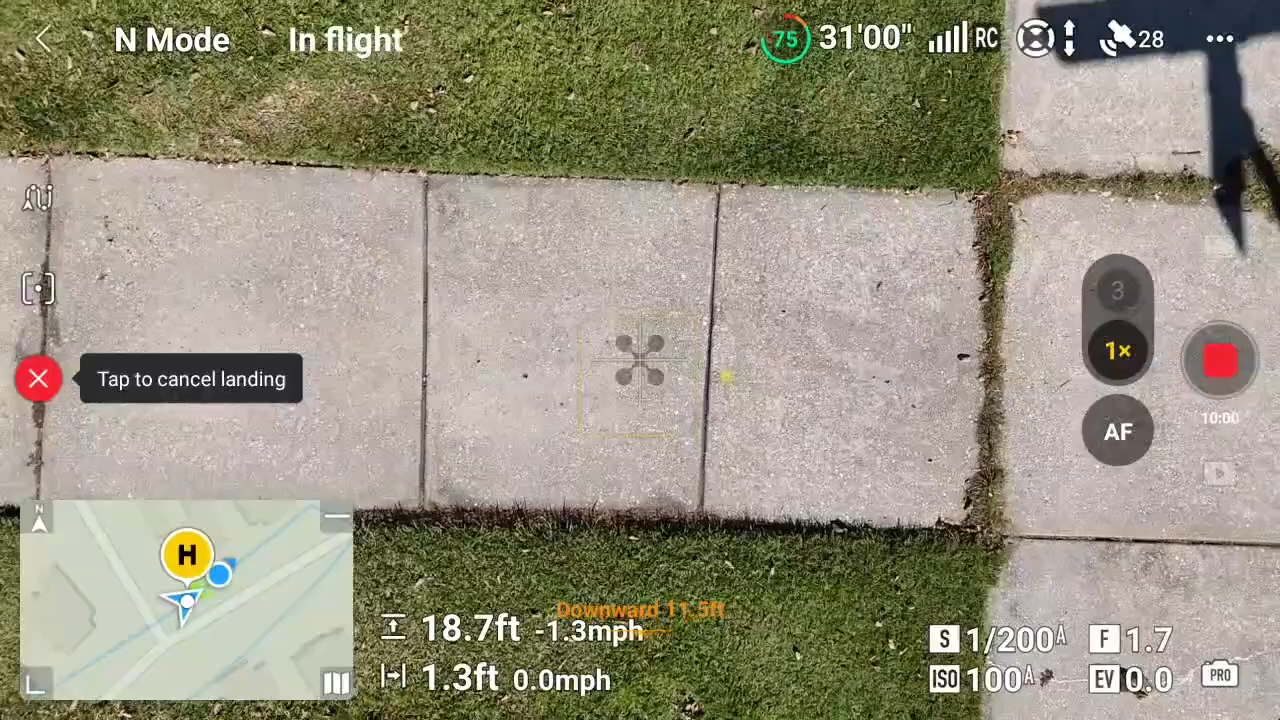 N Mode In flight 75 31'00" RC 28
Tap to cancel landing
3
1×
AF
10:00
N
H
Downward 11.5ft
18.7ft -1.3mph
1.3ft 0.0mph
S 1/200A F 1.7
ISO 100A EV 0.0
PRO